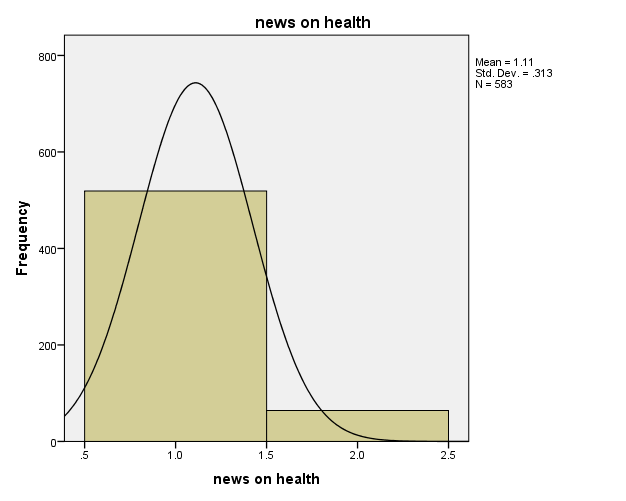 news on health
Mean = 1.11
Std. Dev. = .313
N = 583
800
600
400
200
0
Frequency
.5
1.0
1.5
2.0
2.5
news on health